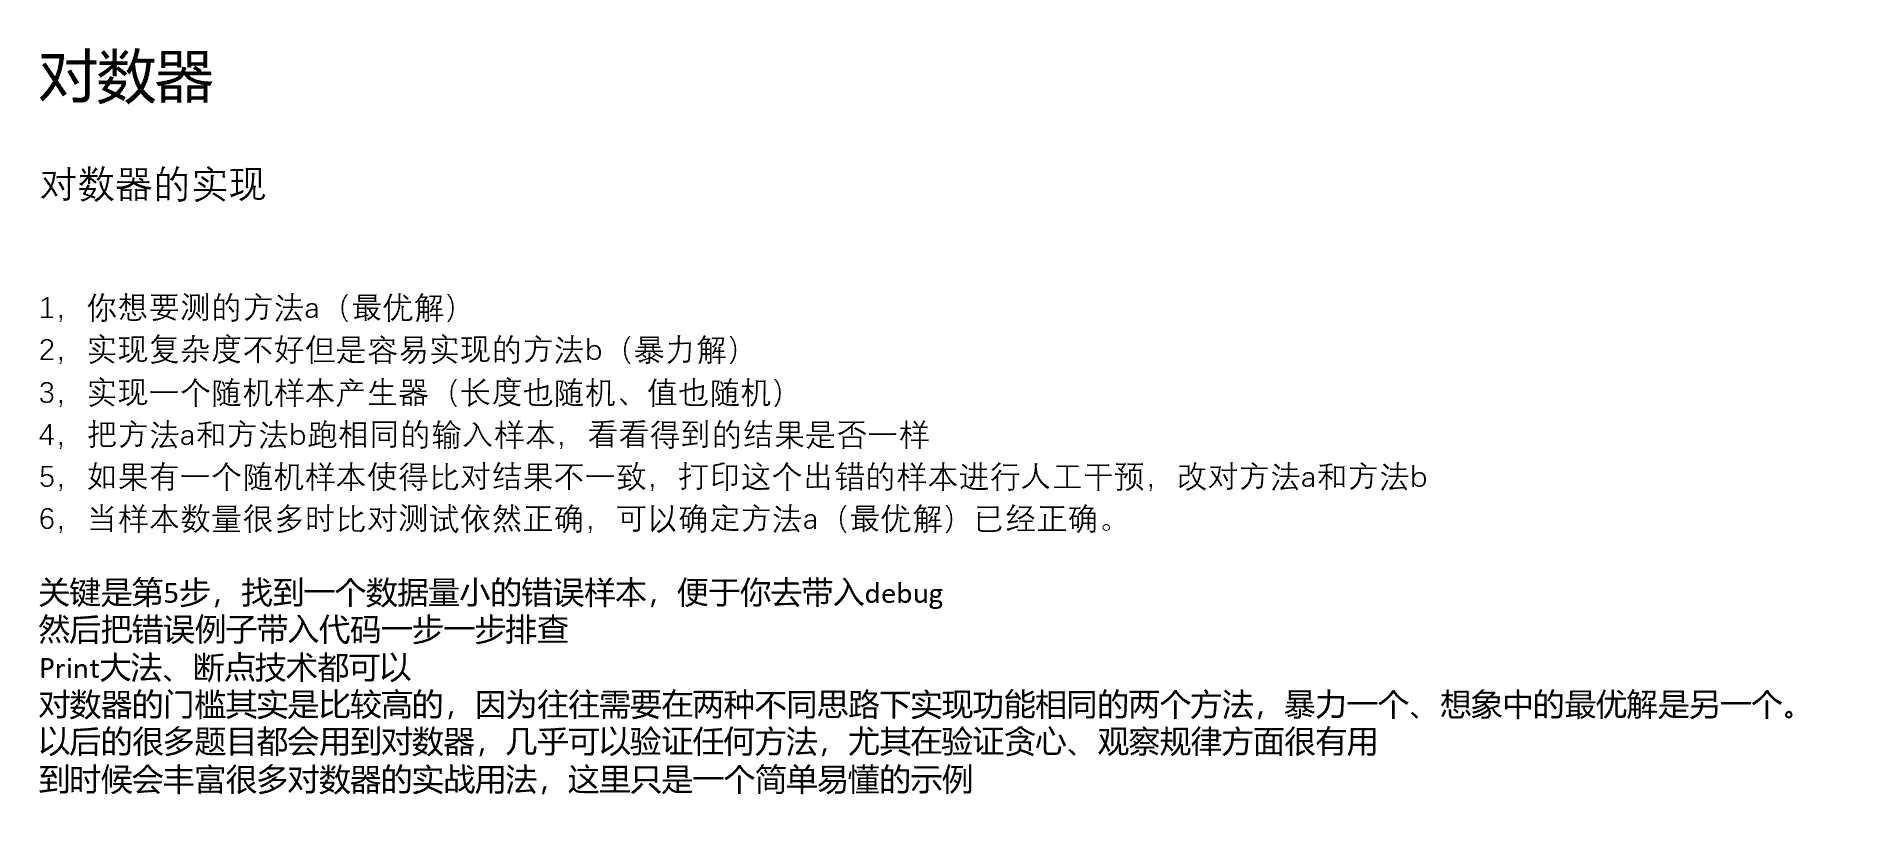 对数器
对数器的实现
1，你想要测的方法a（最优解）
2，实现复杂度不好但是容易实现的方法b（暴力解）
3，实现一个随机样本产生器（长度也随机、值也随机）
4，把方法a和方法b跑相同的输入样本，看看得到的结果是否一样
5，如果有一个随机样本使得比对结果不一致，打印这个出错的样本进行人工干预，改对方法a和方法b
6，当样本数量很多时比对测试依然正确，可以确定方法a（最优解）已经正确。
关键是第5步，找到一个数据量小的错误样本，便于你去带入debug
然后把错误例子带入代码一步一步排查
Print大法、断点技术都可以
对数器的门槛其实是比较高的，因为往往需要在两种不同思路下实现功能相同的两个方法，暴力一个、想象中的最优解是另一个。
以后的很多题目都会用到对数器，几乎可以验证任何方法，尤其在验证贪心、观察规律方面很有用
到时候会丰富很多对数器的实战用法，这里只是一个简单易懂的示例